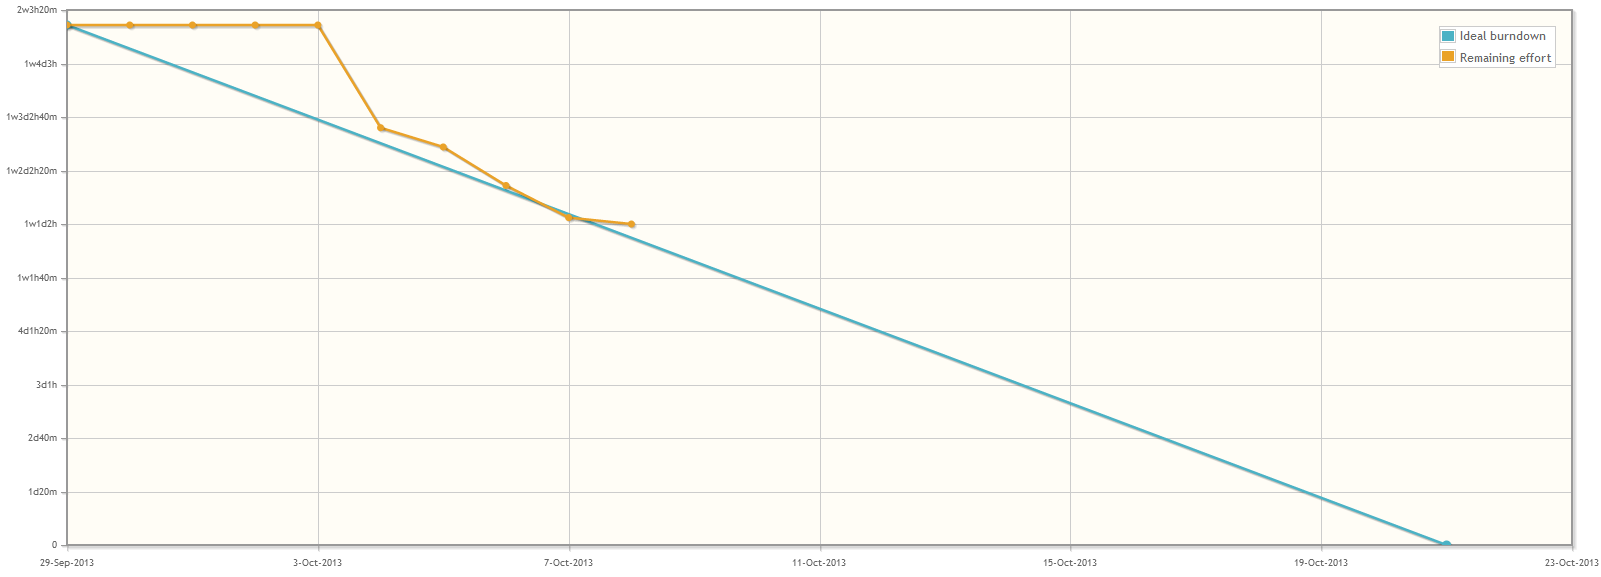 2w3h20m
1w4d3h
1w3d2h40m
1w2d2h20m
1w1d2h
1w1h40m
4d1h20m
3d1h
2d40m
1d20m
0
29-Sep-2013
3-Oct-2013
7-Oct-2013
11-Oct-2013
15-Oct-2013
19-Oct-2013
23-Oct-2013
Ideal burndown
Remaining effort